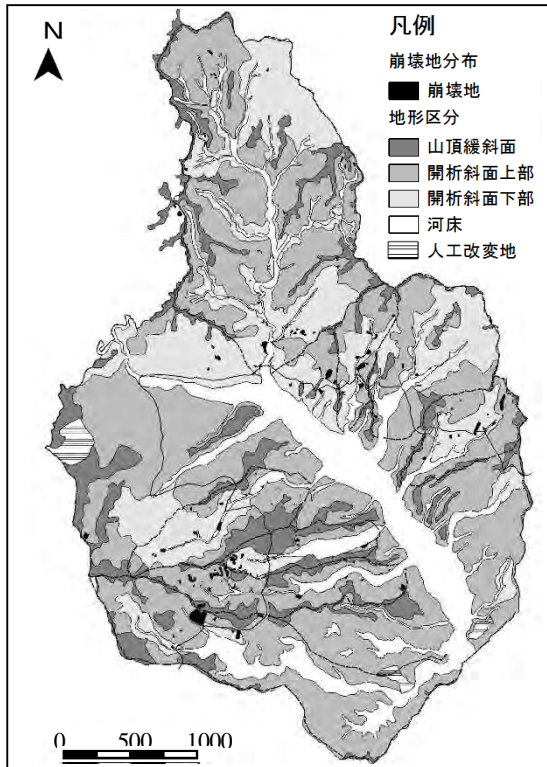 N
凡例
崩壊地分布
崩壊地
地形区分
山頂緩斜面
開析斜面上部
開析斜面下部
河床
人工改変地
0 500 1000